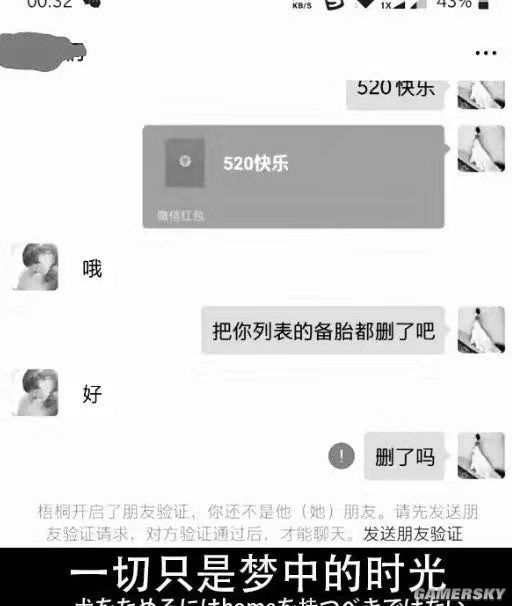 00:32
KB/S
1X
43%
520快乐
520快乐
微信红包
哦
把你列表的备胎都删了吧
好
! 删了吗
梧桐开启了朋友验证，你还不是他（她）朋友。请先发送朋
友验证请求，对方验证通过后，才能聊天。发送朋友验证
一切只是梦中的时光
GAMERSKY